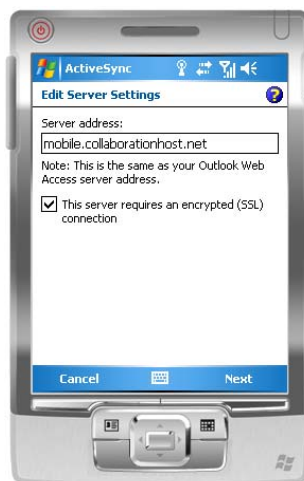 ActiveSync
Edit Server Settings
Server address:
mobile.collaborationhost.net
Note: This is the same as your Outlook Web
Access server address.
This server requires an encrypted (SSL)
connection
Cancel
Next